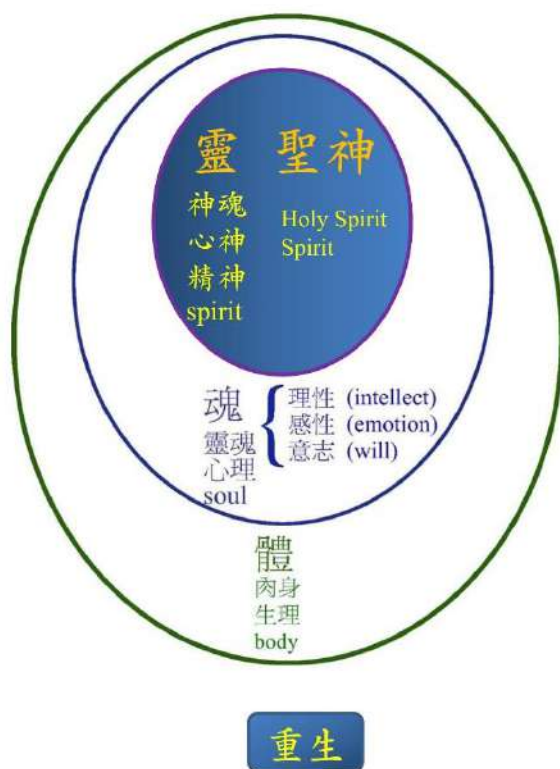 靈 聖神
神魂
心神
精神
spirit
Holy Spirit
Spirit
魂
靈魂
心理
soul
理性 (intellect)
感性 (emotion)
意志 (will)
體
肉身
生理
body
重生